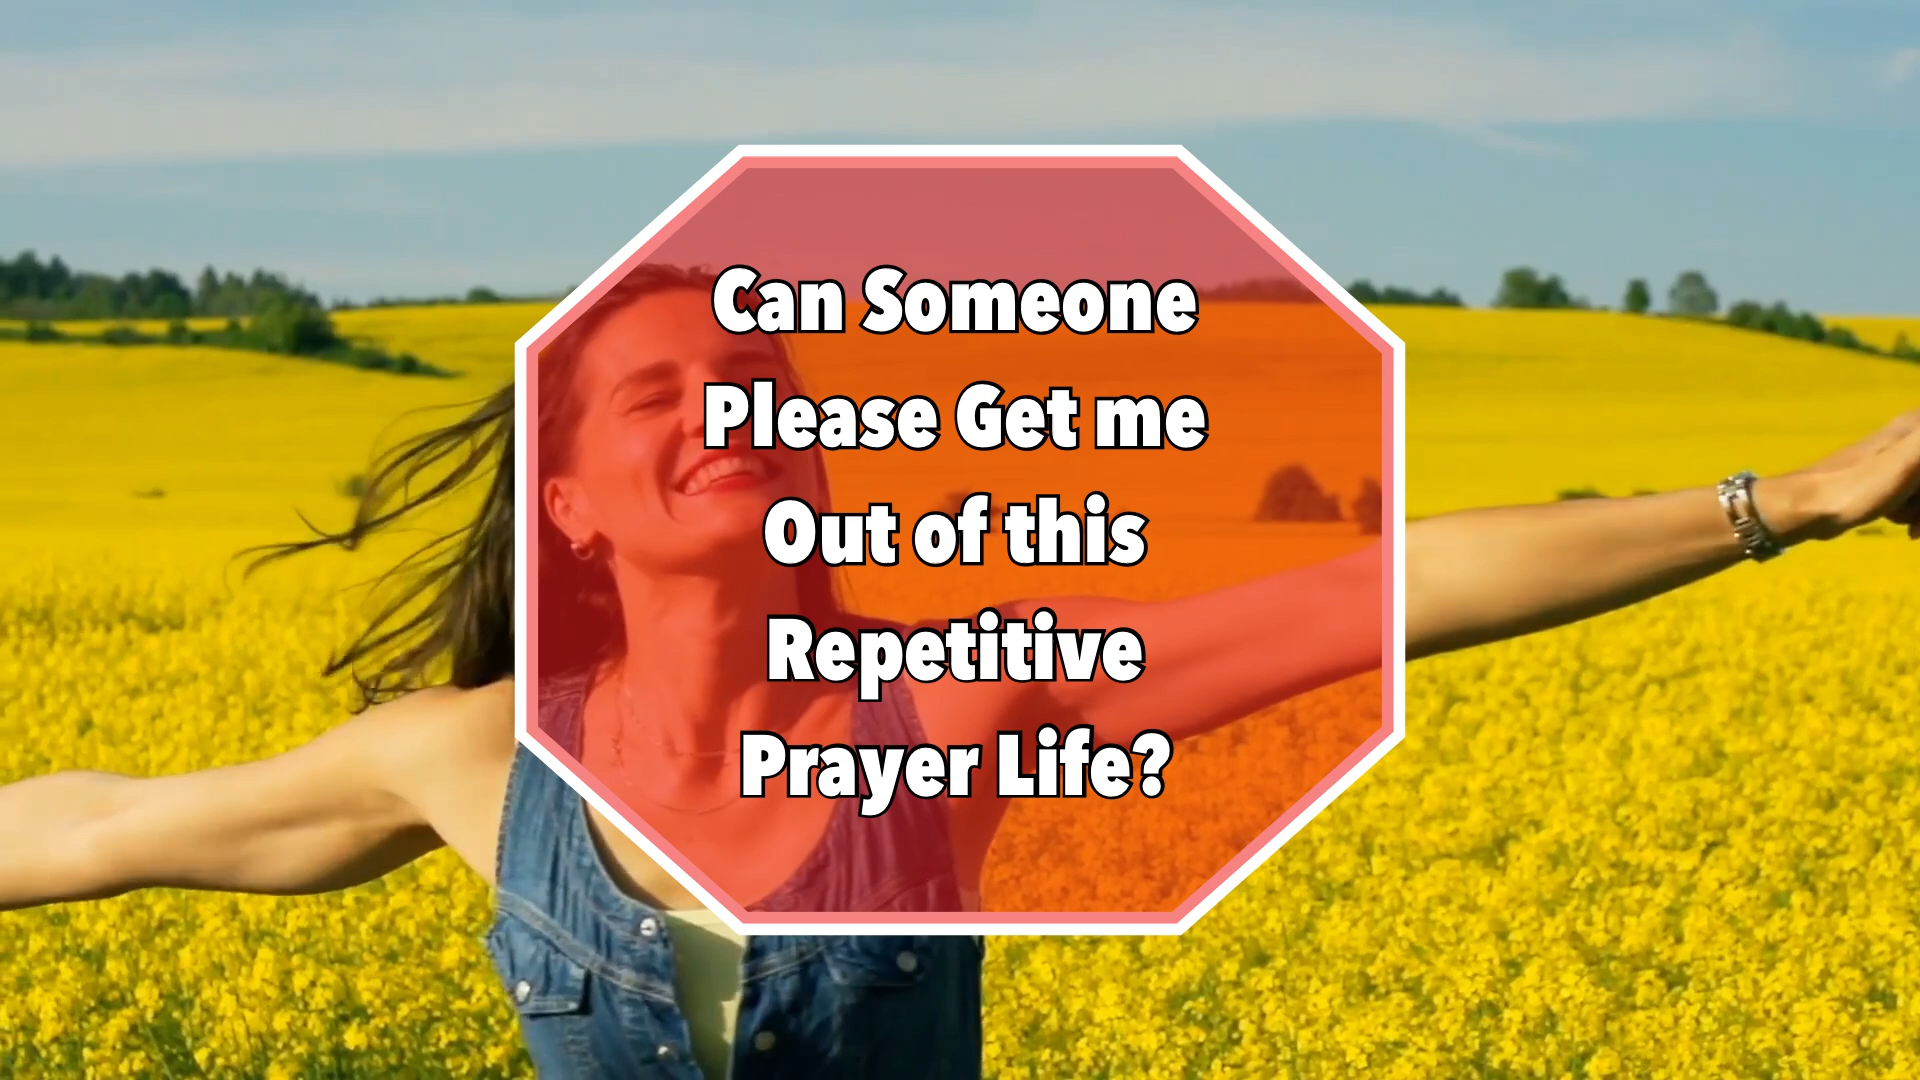 Can Someone
Please Get me
Out of this
Repetitive
Prayer Life?